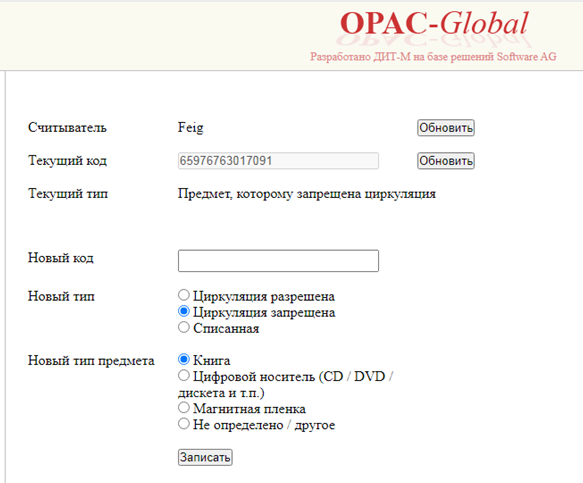 OPAC-Global
Разработано ДИТ-М на базе решений Software AG
Считыватель Feig Обновить
Текущий код 65976763017091 Обновить
Текущий тип Предмет, которому запрещена циркуляция
Новый код
Новый тип Циркуляция разрешена
Циркуляция запрещена
Списанная
Новый тип предмета Книга
Цифровой носитель (CD / DVD /
дискета и т.п.)
Магнитная пленка
Не определено / другое
Записать